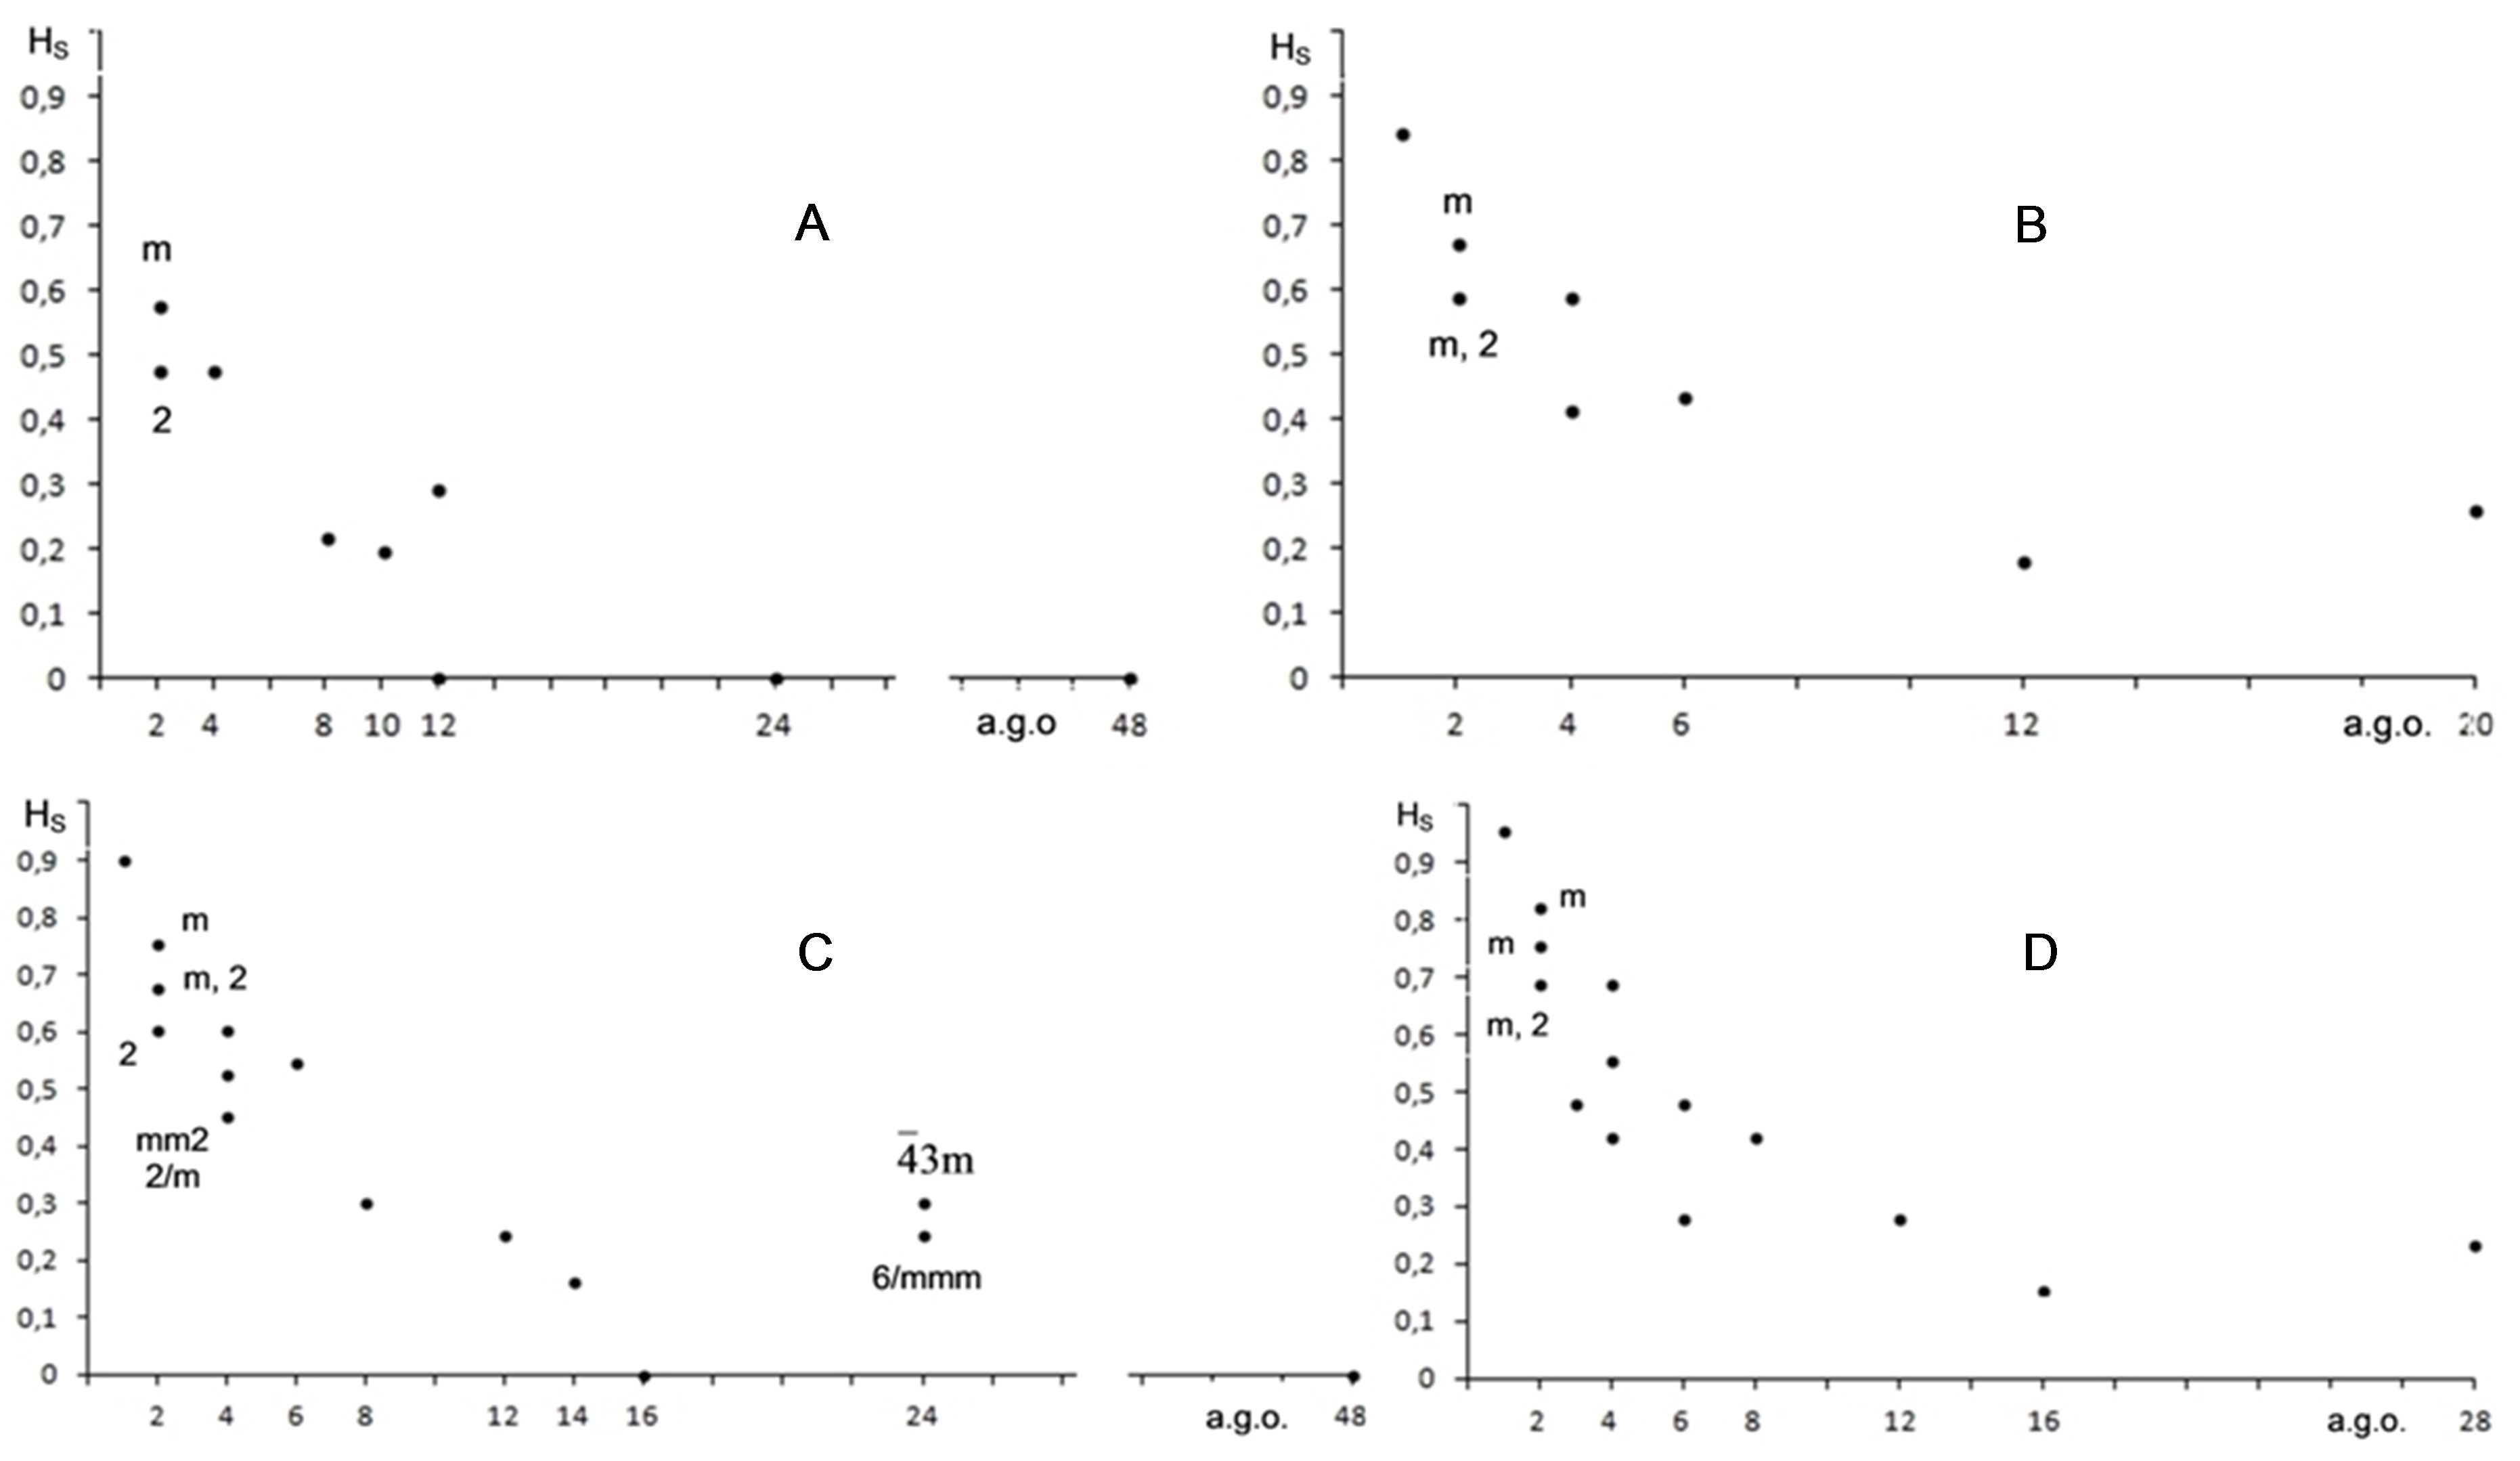 H_S
0,9
0,8
0,7
0,6
0,5
0,4
0,3
0,2
0,1
0
m
2
A
2 4 8 10 12 24 a.g.o 48
H_S
0,9
0,8
0,7
0,6
0,5
0,4
0,3
0,2
0,1
0
m
m, 2
B
2 4 6 12 a.g.o. 20
H_S
0,9
0,8
0,7
0,6
0,5
0,4
0,3
0,2
0,1
0
m
m, 2
2
mm2
2/m
C
4̅3m
6/mmm
2 4 6 8 12 14 16 24 a.g.o. 48
H_S
0,9
0,8
0,7
0,6
0,5
0,4
0,3
0,2
0,1
0
m
m
m, 2
D
2 4 6 8 12 16 a.g.o. 28